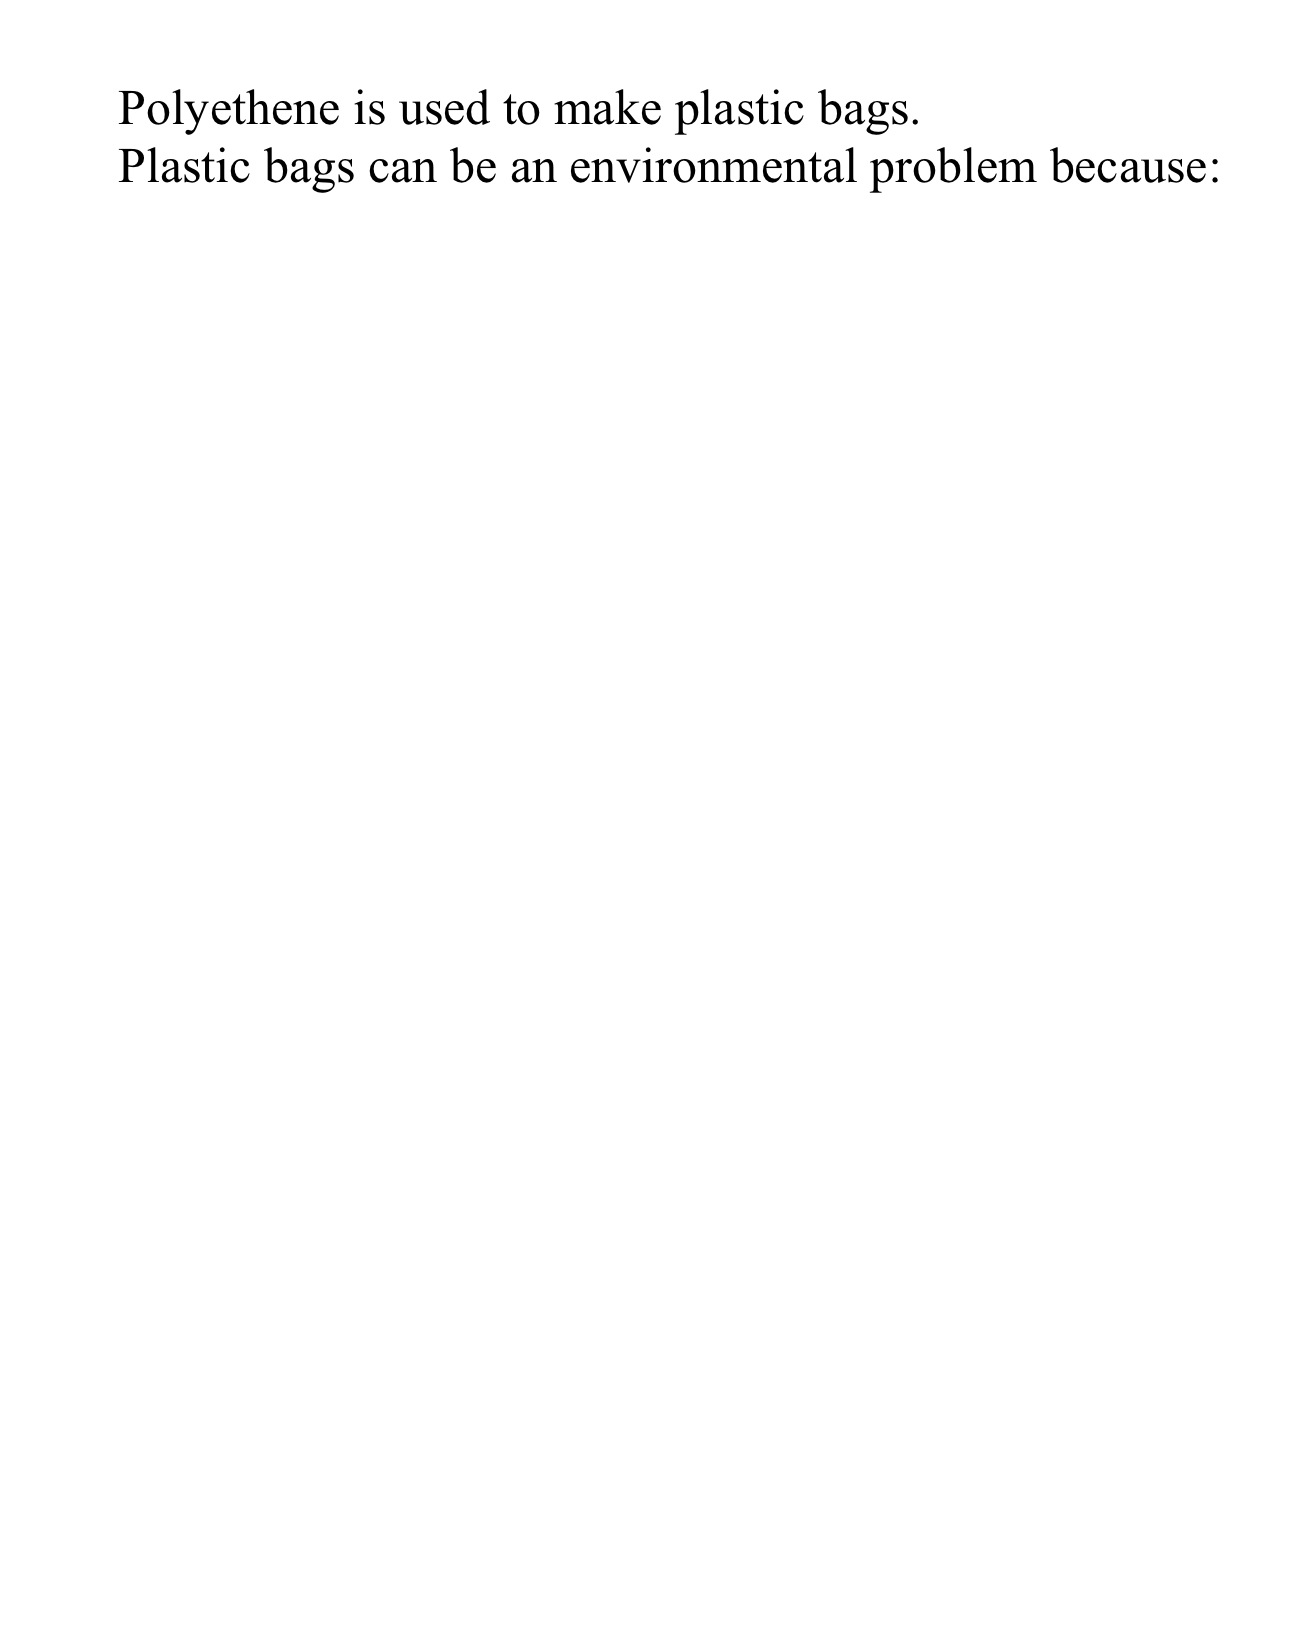 Polyethene is used to make plastic bags.
Plastic bags can be an environmental problem because: